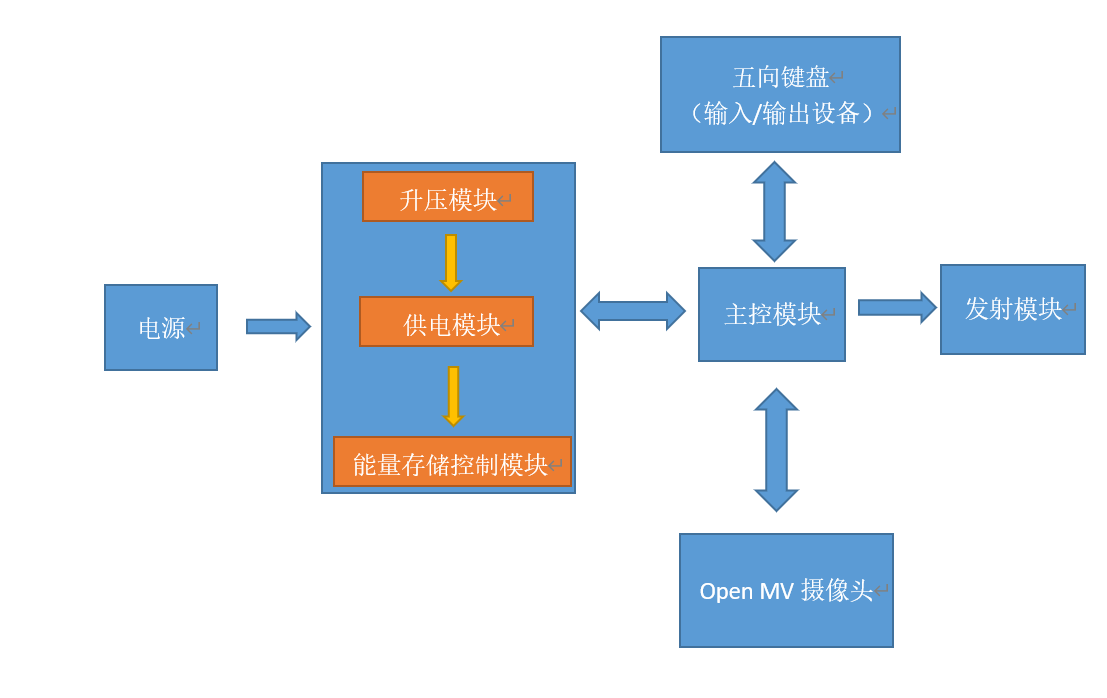 五向键盘
（输入/输出设备）
升压模块
供电模块
能量存储控制模块
电源
主控模块
发射模块
Open MV 摄像头